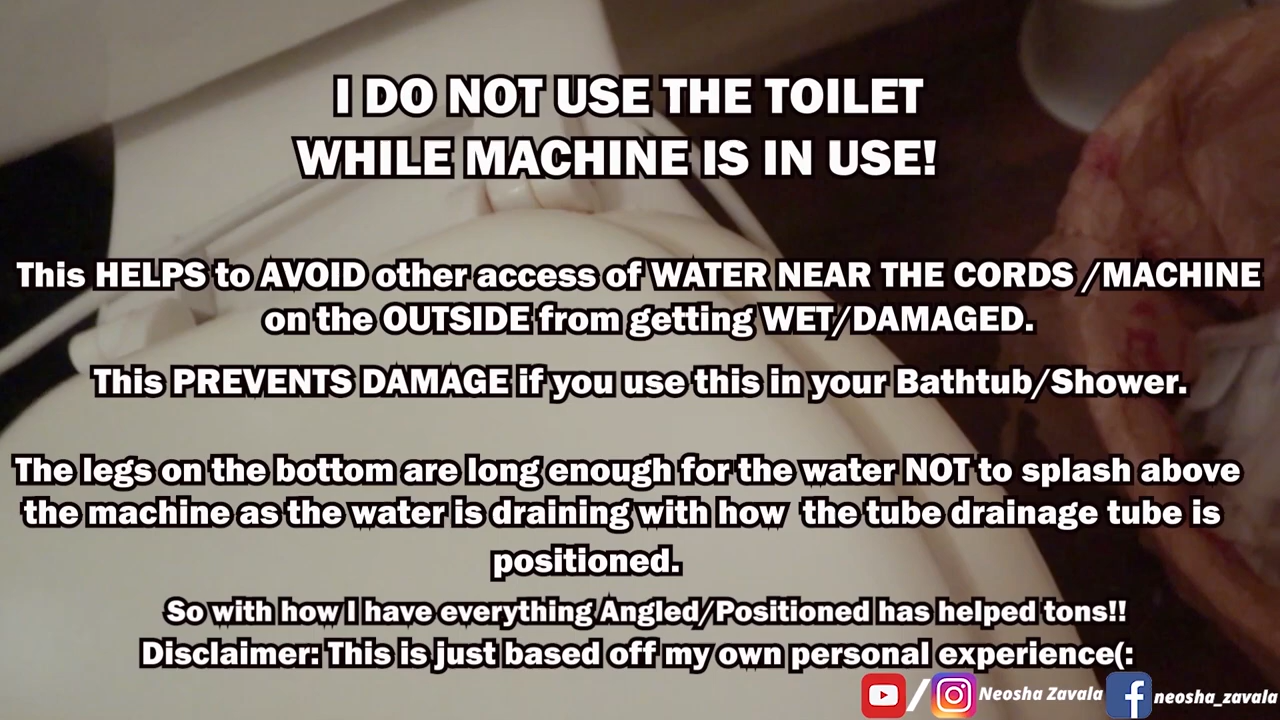 I DO NOT USE THE TOILET
WHILE MACHINE IS IN USE!
This HELPS to AVOID other access of WATER NEAR THE CORDS /MACHINE
on the OUTSIDE from getting WET/DAMAGED.
This PREVENTS DAMAGE if you use this in your Bathtub/Shower.
The legs on the bottom are long enough for the water NOT to splash above
the machine as the water is draining with how the tube drainage tube is
positioned.
So with how I have everything Angled/Positioned has helped tons!!
Disclaimer: This is just based off my own personal experience(:
/ Neosha Zavala neosha_zavala